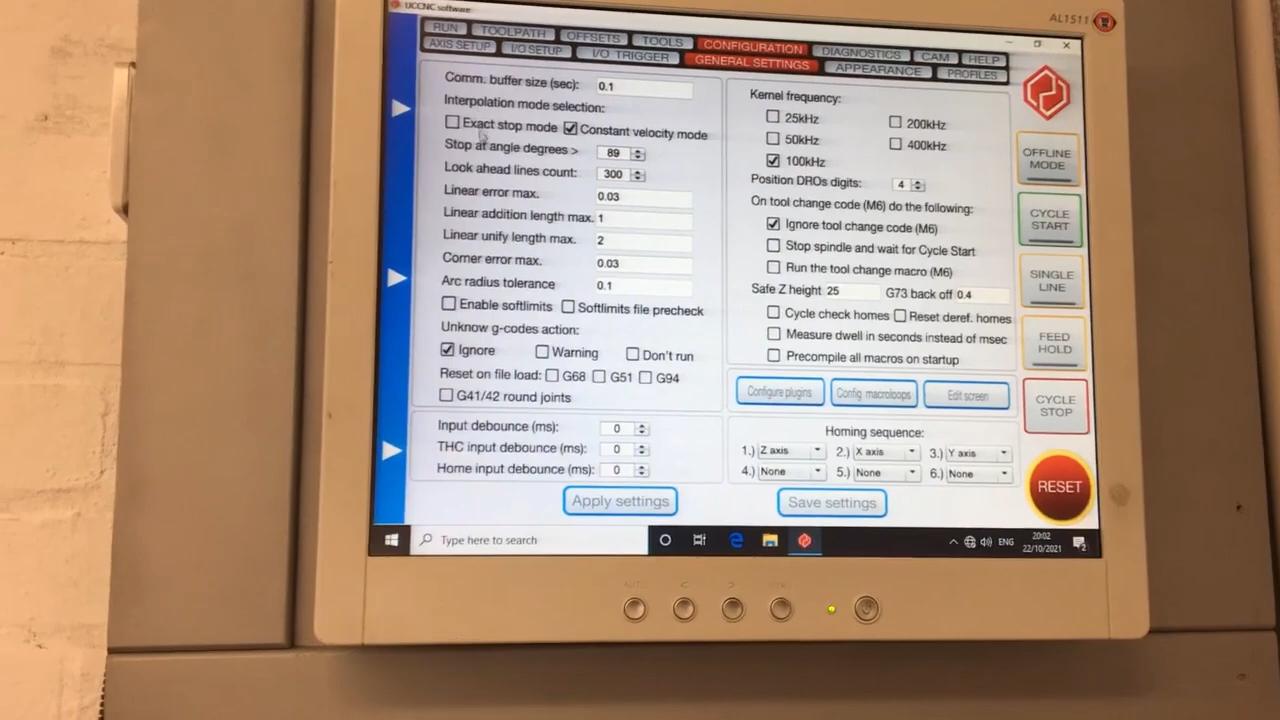 UCCNC software
AL1511
RUN TOOLPATH OFFSETS TOOLS CONFIGURATION DIAGNOSTICS CAM HELP
AXIS SETUP I/O SETUP I/O TRIGGER GENERAL SETTINGS APPEARANCE PROFILES
Comm. buffer size (sec): 0.1
Interpolation mode selection:
Exact stop mode Constant velocity mode
Stop at angle degrees > 89
Look ahead lines count: 300
Linear error max. 0.03
Linear addition length max. 1
Linear unify length max. 2
Corner error max. 0.03
Arc radius tolerance 0.1
Enable softlimits Softlimits file precheck
Unknow g-codes action:
Ignore Warning Don't run
Reset on file load: G68 G51 G94
G41/42 round joints
Input debounce (ms): 0
THC input debounce (ms): 0
Home input debounce (ms): 0
Apply settings
Kernel frequency:
25kHz 200kHz
50kHz 400kHz
100kHz
Position DROs digits: 4
On tool change code (M6) do the following:
Ignore tool change code (M6)
Stop spindle and wait for Cycle Start
Run the tool change macro (M6)
Safe Z height 25 G73 back off 0.4
Cycle check homes Reset deref. homes
Measure dwell in seconds instead of msec
Precompile all macros on startup
Configure plugins Config. macroloops Edit screen
Homing sequence:
1.) Z axis 2.) X axis 3.) Y axis
4.) None 5.) None 6.) None
Save settings
OFFLINE
MODE
CYCLE
START
SINGLE
LINE
FEED
HOLD
CYCLE
STOP
RESET
Type here to search
ENG
20:02
22/10/2021
2